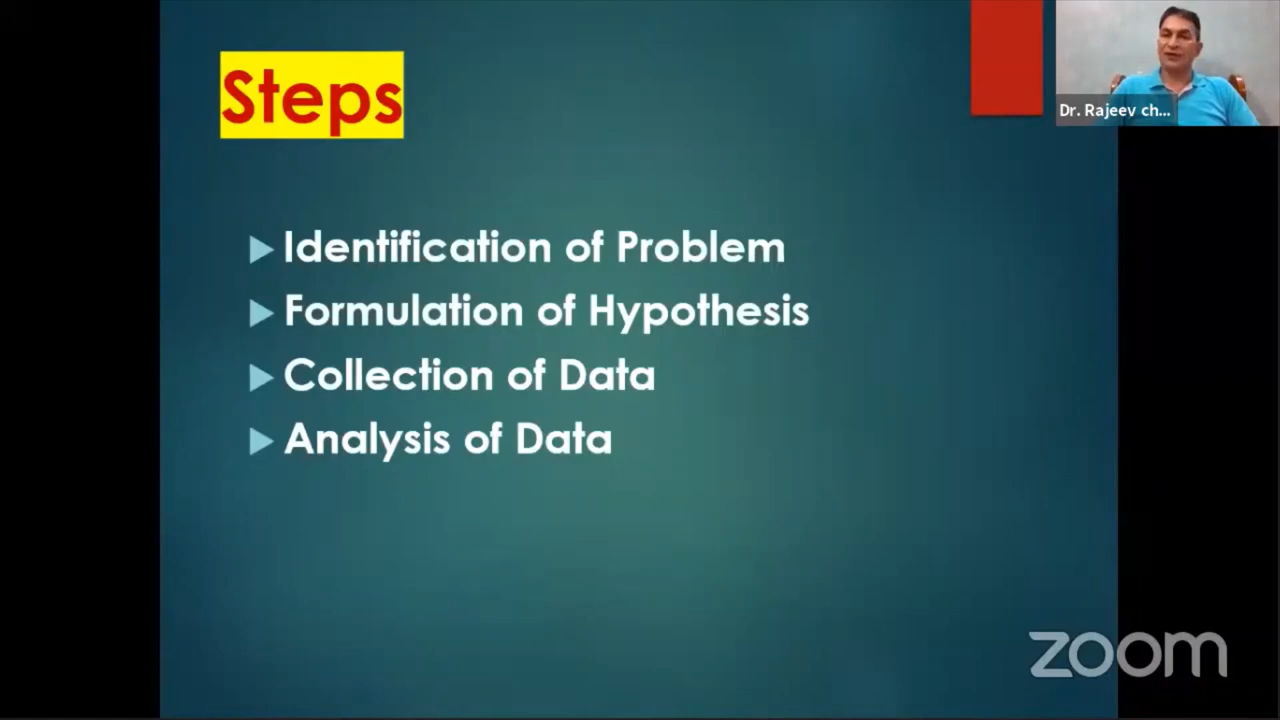 Steps
Identification of Problem
Formulation of Hypothesis
Collection of Data
Analysis of Data
Dr. Rajeev ch...
zoom